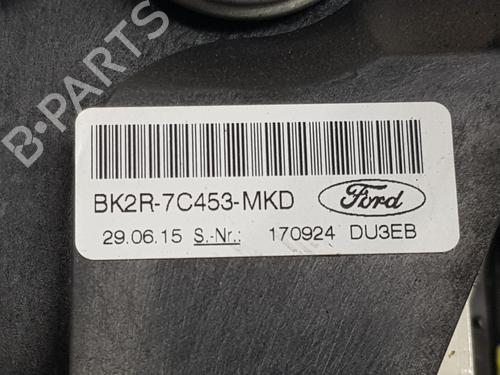 B-PARTS
BK2R-7C453-MKD Ford
29.06.15 S.-Nr.: 170924 DU3EB